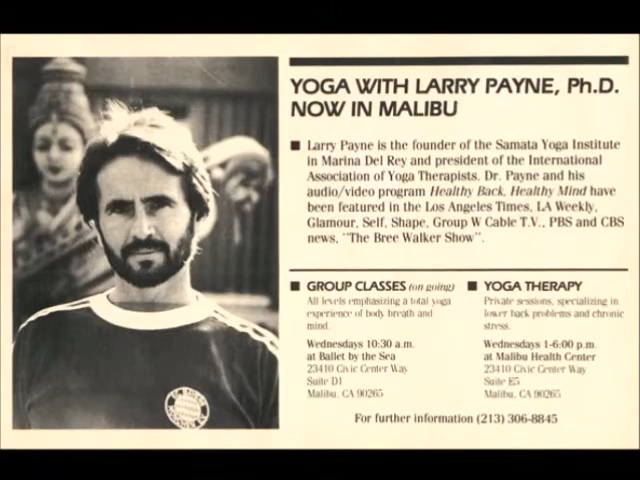 YOGA WITH LARRY PAYNE, Ph.D.
NOW IN MALIBU
■ Larry Payne is the founder of the Samata Yoga Institute
in Marina Del Rey and president of the International
Association of Yoga Therapists. Dr. Payne and his
audio/video program Healthy Back, Healthy Mind have
been featured in the Los Angeles Times, LA Weekly,
Glamour, Self, Shape, Group W Cable T.V., PBS and CBS
news, "The Bree Walker Show".
■ GROUP CLASSES (on going)
All levels emphasizing a total yoga
experience of body breath and
mind.
Wednesdays 10:30 a.m.
at Ballet by the Sea
23410 Civic Center Way
Suite D1
Malibu, CA 90265
■ YOGA THERAPY
Private sessions, specializing in
lower back problems and chronic
stress.
Wednesdays 1-6:00 p.m.
at Malibu Health Center
23410 Civic Center Way
Suite E5
Malibu, CA 90265
For further information (213) 306-8845